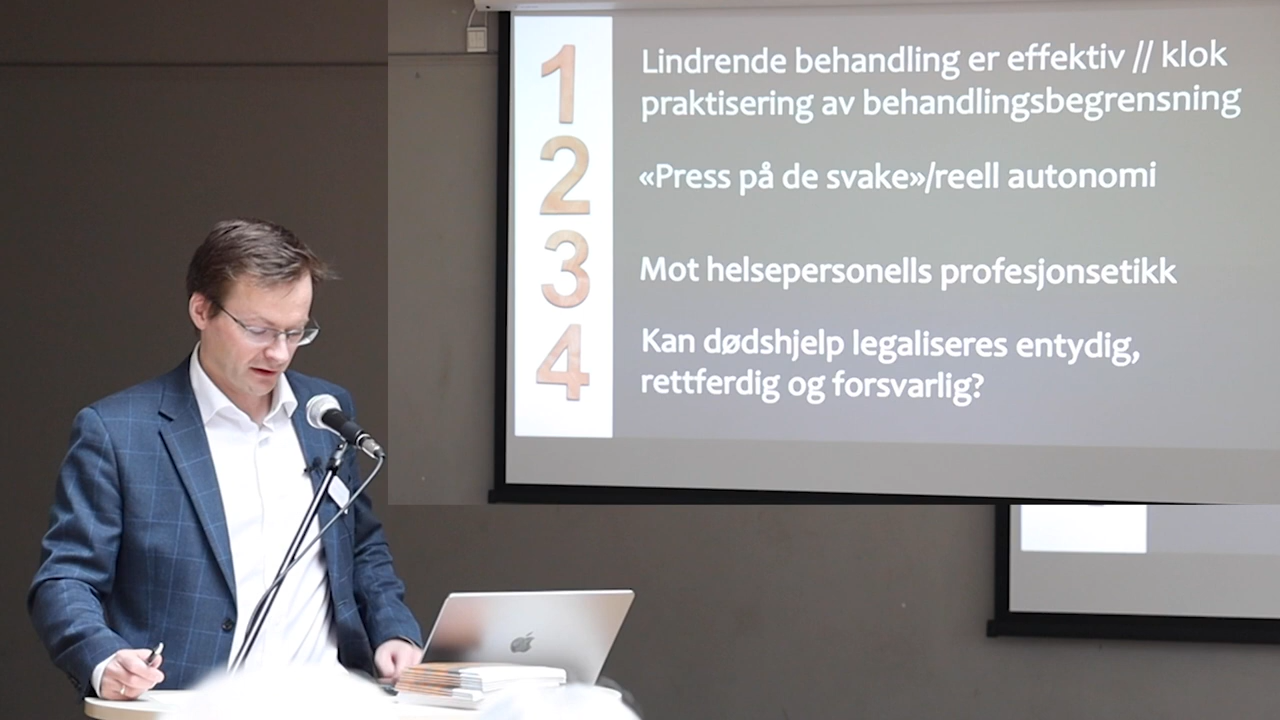 1
Lindrende behandling er effektiv // klok
praktisering av behandlingsbegrensning
2
«Press på de svake»/reell autonomi
3
Mot helsepersonells profesjonsetikk
4
Kan dødshjelp legaliseres entydig,
rettferdig og forsvarlig?